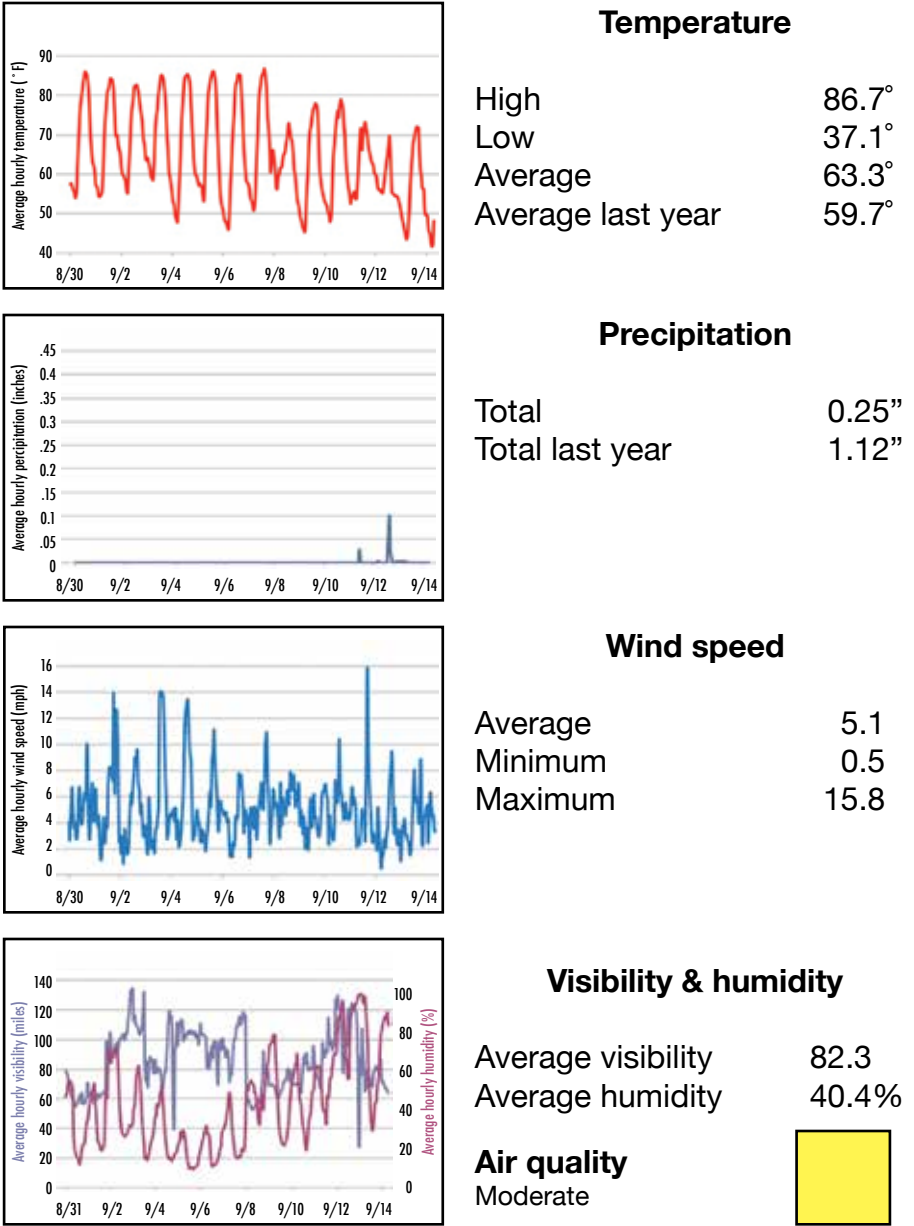 Temperature
Average hourly temperature (˚F)
90
80
70
60
50
40
8/30 9/2 9/4 9/6 9/8 9/10 9/12 9/14
High 86.7˚
Low 37.1˚
Average 63.3˚
Average last year 59.7˚
Precipitation
Average hourly percipitation (inches)
.45
0.4
.35
0.3
.25
0.2
.15
0.1
.05
0
8/30 9/2 9/4 9/6 9/8 9/10 9/12 9/14
Total 0.25”
Total last year 1.12”
Wind speed
Average hourly wind speed (mph)
16
14
12
10
8
6
4
2
0
8/30 9/2 9/4 9/6 9/8 9/10 9/12 9/14
Average 5.1
Minimum 0.5
Maximum 15.8
Visibility & humidity
Average hourly visibility (miles)
140
120
100
80
60
40
20
0
100
80
60
40
20
0
Average hourly humidity (%)
8/31 9/2 9/4 9/6 9/8 9/10 9/12 9/14
Average visibility 82.3
Average humidity 40.4%
Air quality
Moderate